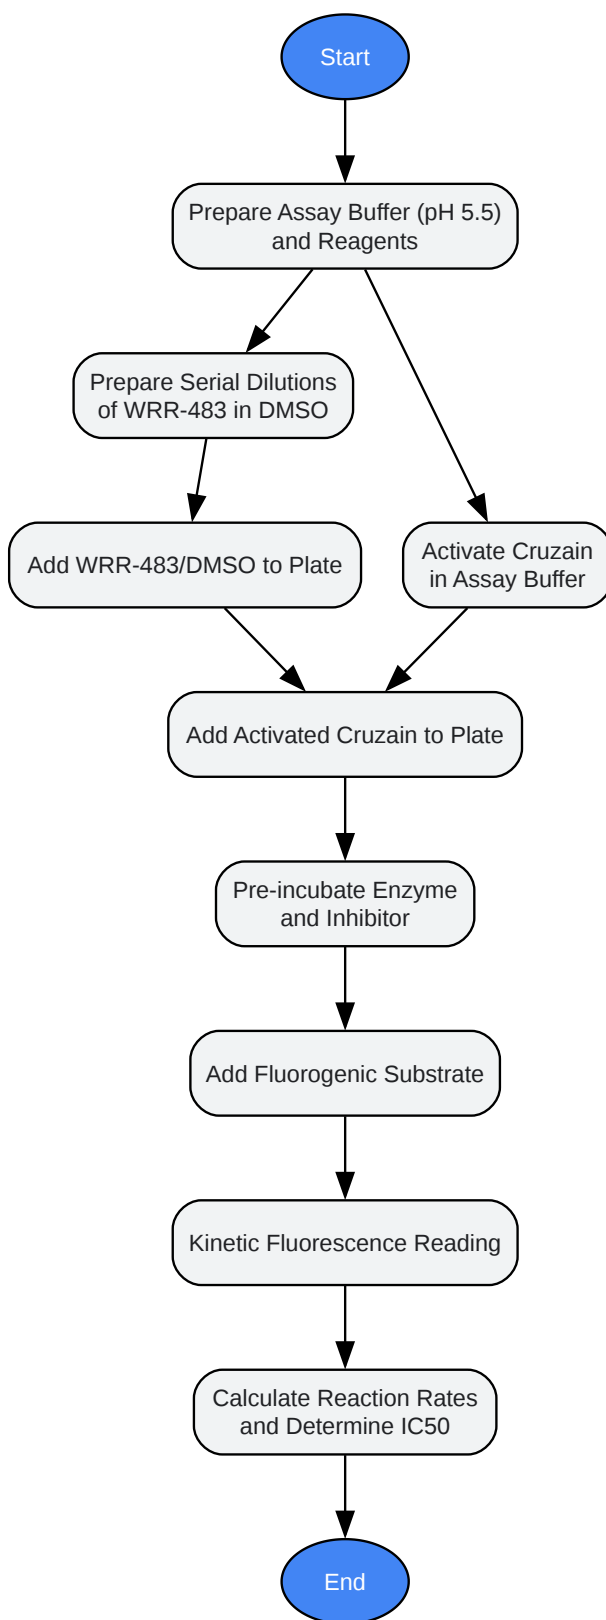 Start
Prepare Assay Buffer (pH 5.5)
and Reagents
Prepare Serial Dilutions
of WRR-483 in DMSO
Add WRR-483/DMSO to Plate
Activate Cruzain
in Assay Buffer
Add Activated Cruzain to Plate
Pre-incubate Enzyme
and Inhibitor
Add Fluorogenic Substrate
Kinetic Fluorescence Reading
Calculate Reaction Rates
and Determine IC50
End